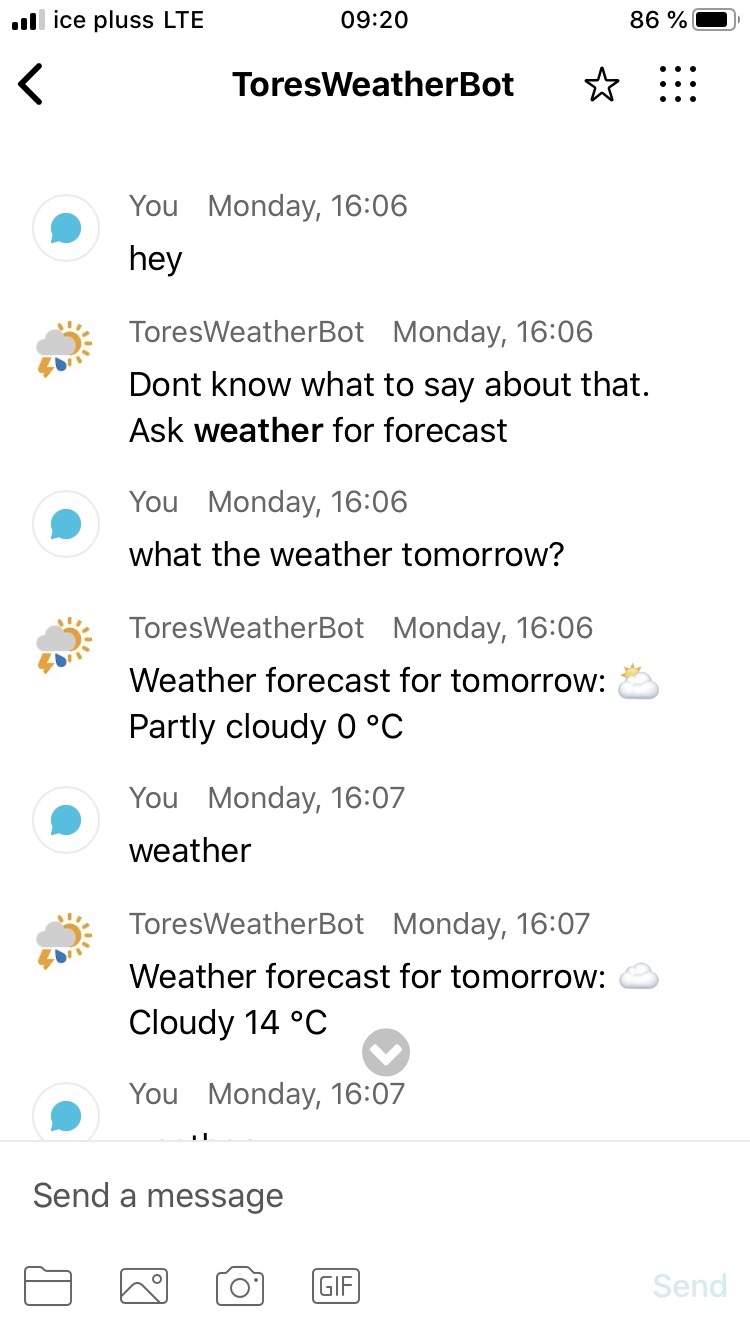 ice pluss LTE 09:20 86 %
ToresWeatherBot
You Monday, 16:06
hey
ToresWeatherBot Monday, 16:06
Dont know what to say about that.
Ask weather for forecast
You Monday, 16:06
what the weather tomorrow?
ToresWeatherBot Monday, 16:06
Weather forecast for tomorrow:
Partly cloudy 0 °C
You Monday, 16:07
weather
ToresWeatherBot Monday, 16:07
Weather forecast for tomorrow:
Cloudy 14 °C
You Monday, 16:07
Send a message
GIF Send